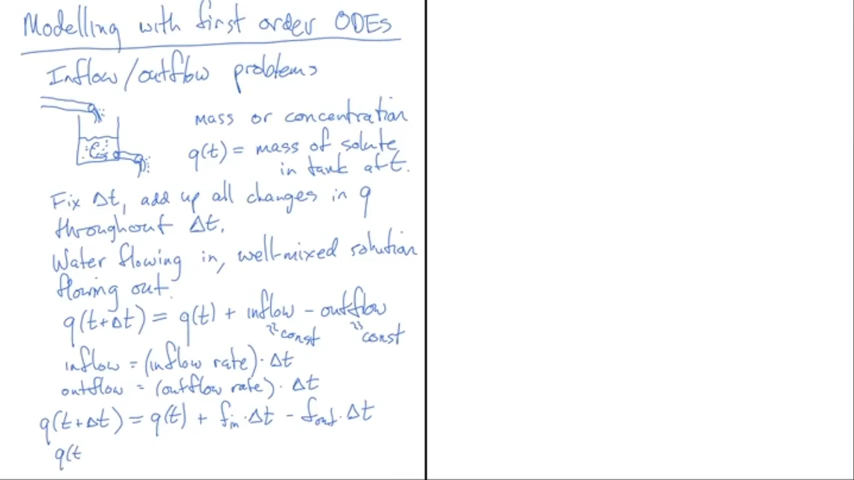 Modelling with first order ODEs
Inflow/outflow problems
mass or concentration
q(t) = mass of solute
in tank at t.
Fix Δt, add up all changes in q
throughout Δt.
Water flowing in, well-mixed solution
flowing out.
q(t+Δt) = q(t) + inflow - outflow
≈ const ≈ const
inflow = (inflow rate)·Δt
outflow = (outflow rate)·Δt
q(t+Δt) = q(t) + f_in·Δt - f_out·Δt
q(t